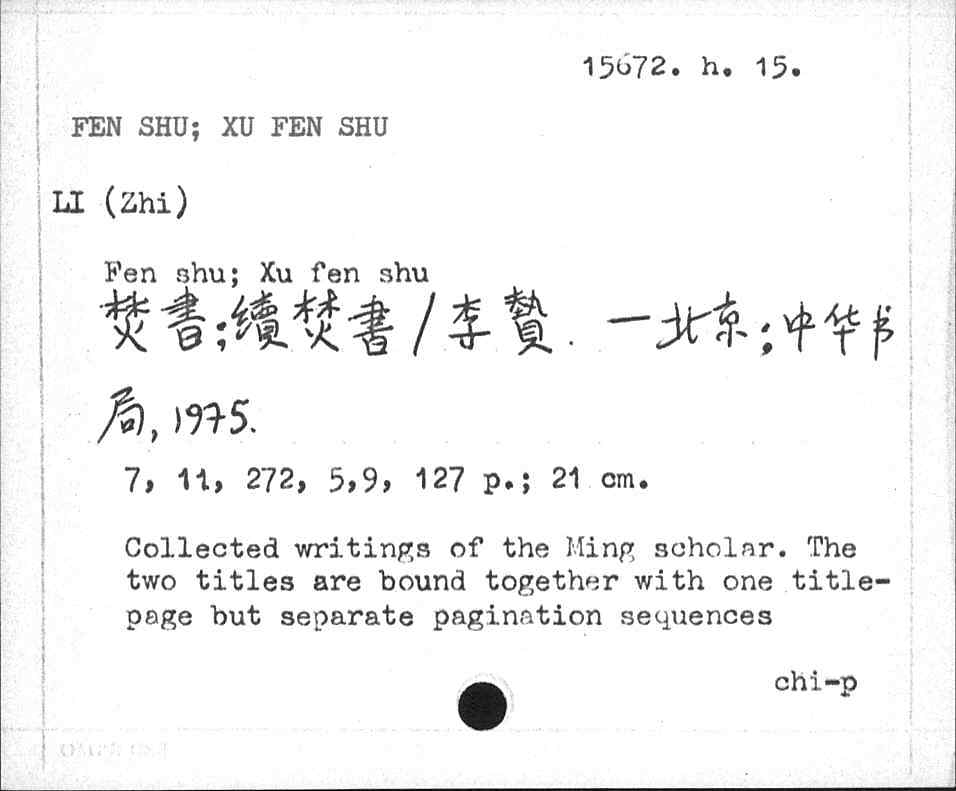 15672. h. 15.
FEN SHU; XU FEN SHU
LI (Zhi)
Fen shu; Xu fen shu
焚書;續焚書/李贄. —北京:中华书
局, 1975.
7, 11, 272, 5,9, 127 p.; 21 cm.
Collected writings of the Ming scholar. The
two titles are bound together with one title-
page but separate pagination sequences
chi-p